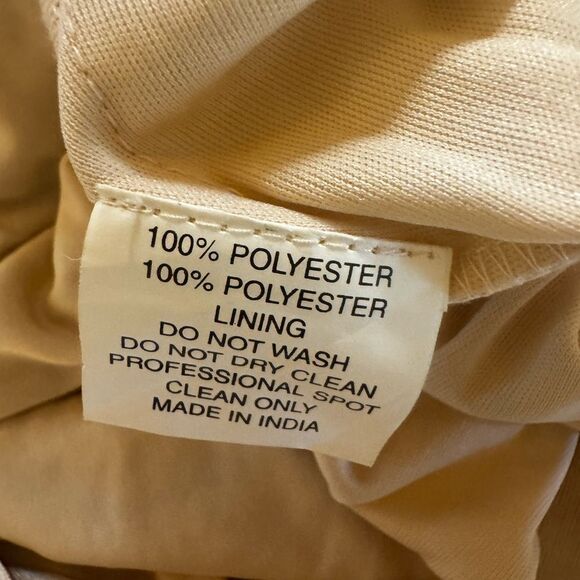 100% POLYESTER
100% POLYESTER
LINING
DO NOT WASH
DO NOT DRY CLEAN
PROFESSIONAL SPOT
CLEAN ONLY
MADE IN INDIA